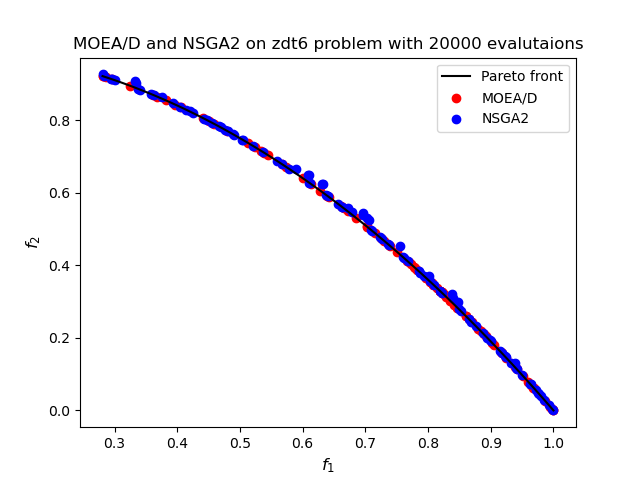 MOEA/D and NSGA2 on zdt6 problem with 20000 evalutaions
Pareto front
MOEA/D
NSGA2
0.8
0.6
0.4
0.2
0.0
f₂
0.3 0.4 0.5 0.6 0.7 0.8 0.9 1.0
f₁